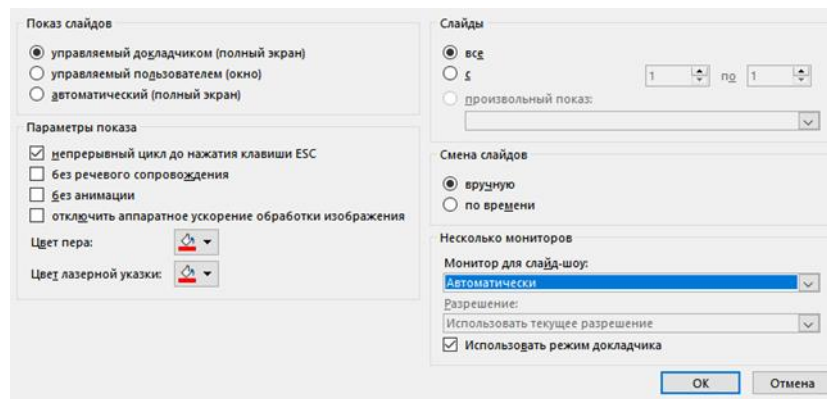 Показ слайдов
управляемый докладчиком (полный экран)
управляемый пользователем (окно)
автоматический (полный экран)
Параметры показа
непрерывный цикл до нажатия клавиши ESC
без речевого сопровождения
без анимации
отключить аппаратное ускорение обработки изображения
Цвет пера:
Цвет лазерной указки:
Слайды
все
с 1 по 1
произвольный показ:
Смена слайдов
вручную
по времени
Несколько мониторов
Монитор для слайд-шоу:
Автоматически
Разрешение:
Использовать текущее разрешение
Использовать режим докладчика
ОК Отмена